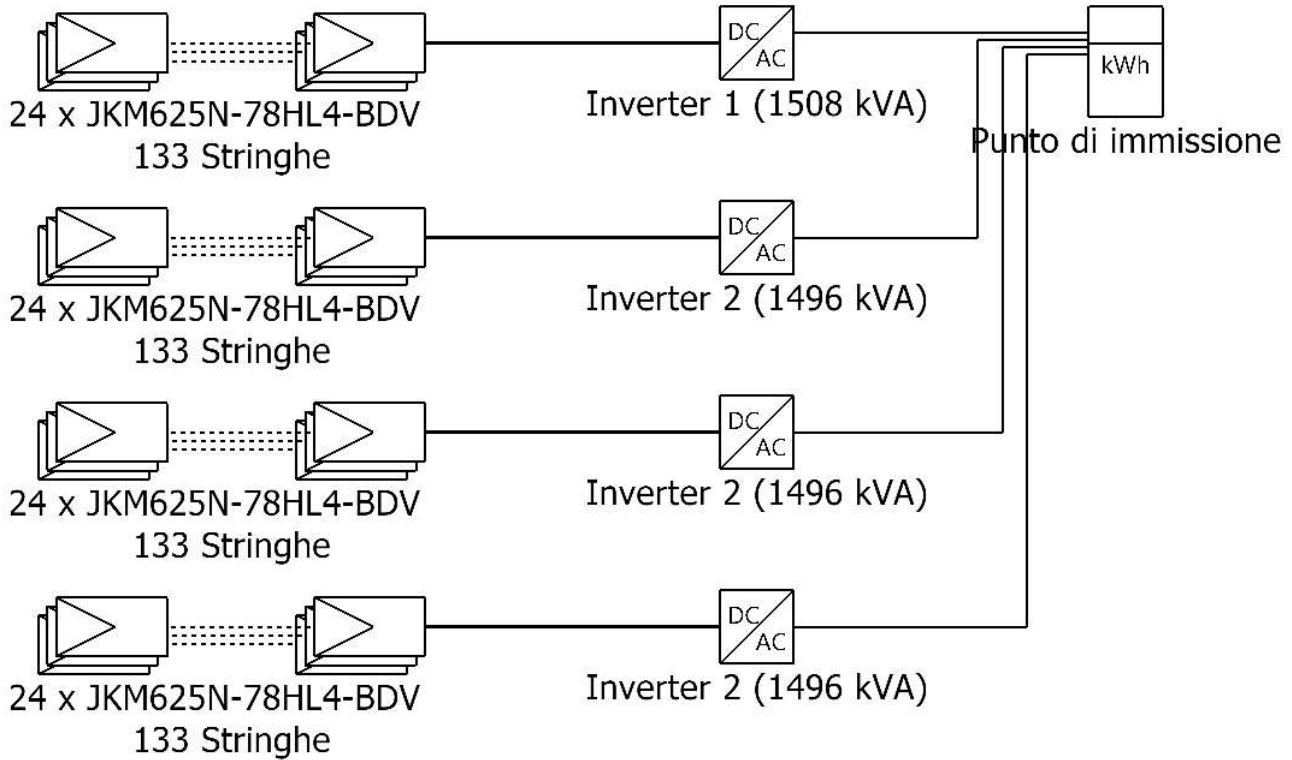 DC
AC
kWh
24 x JKM625N-78HL4-BDV
133 Stringhe
Inverter 1 (1508 kVA)
Punto di immissione
DC
AC
24 x JKM625N-78HL4-BDV
133 Stringhe
Inverter 2 (1496 kVA)
DC
AC
24 x JKM625N-78HL4-BDV
133 Stringhe
Inverter 2 (1496 kVA)
DC
AC
24 x JKM625N-78HL4-BDV
133 Stringhe
Inverter 2 (1496 kVA)